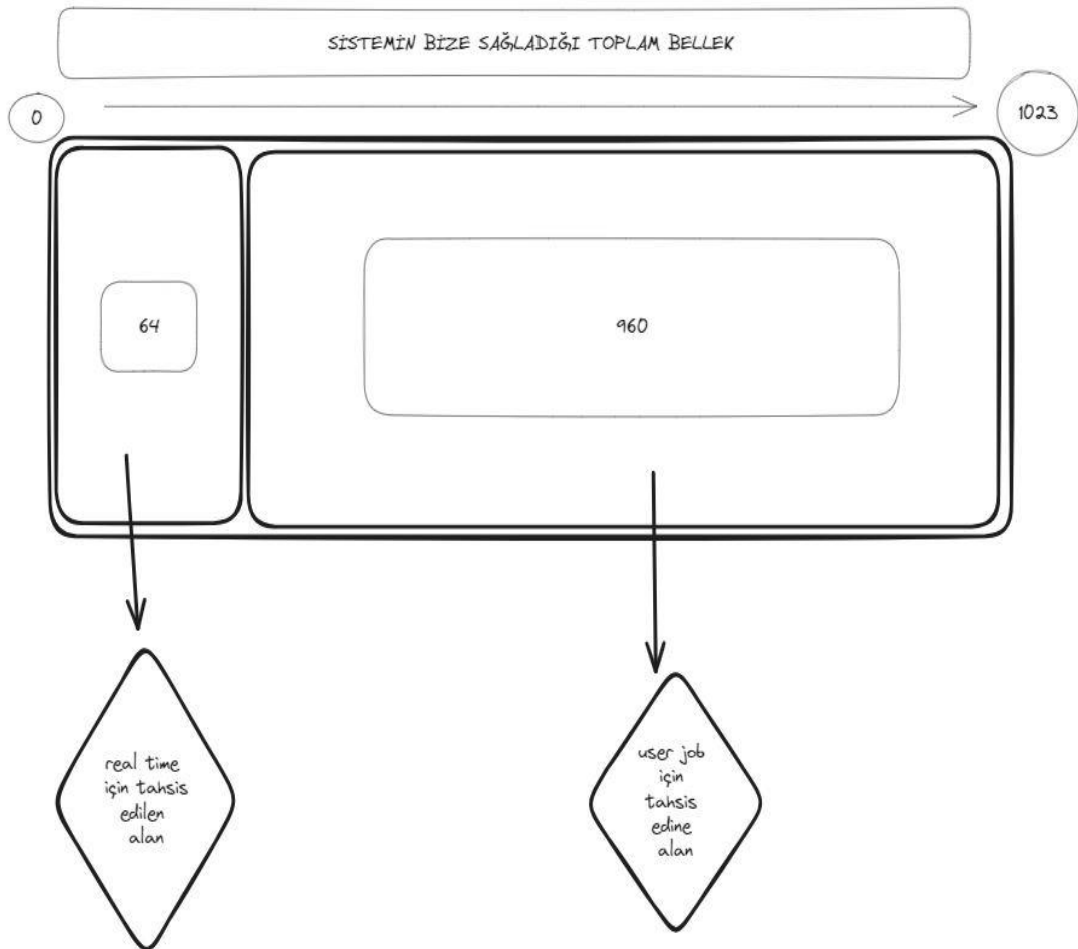 SİSTEMİN BİZE SAĞLADIĞI TOPLAM BELLEK
0
1023
64
960
real time
için tahsis
edilen
alan
user job
için
tahsis
edine
alan